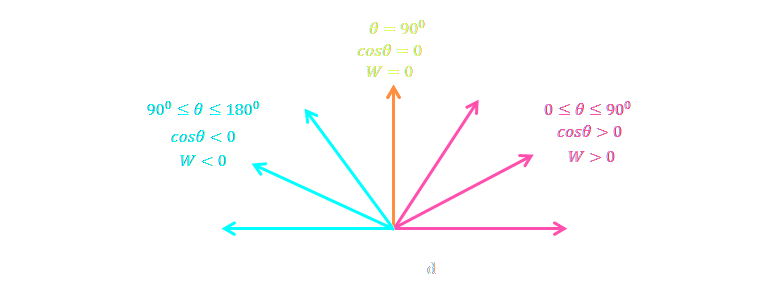 θ = 90⁰
cosθ = 0
W = 0
90⁰ ≤ θ ≤ 180⁰
cosθ < 0
W < 0
0 ≤ θ ≤ 90⁰
cosθ > 0
W > 0
d